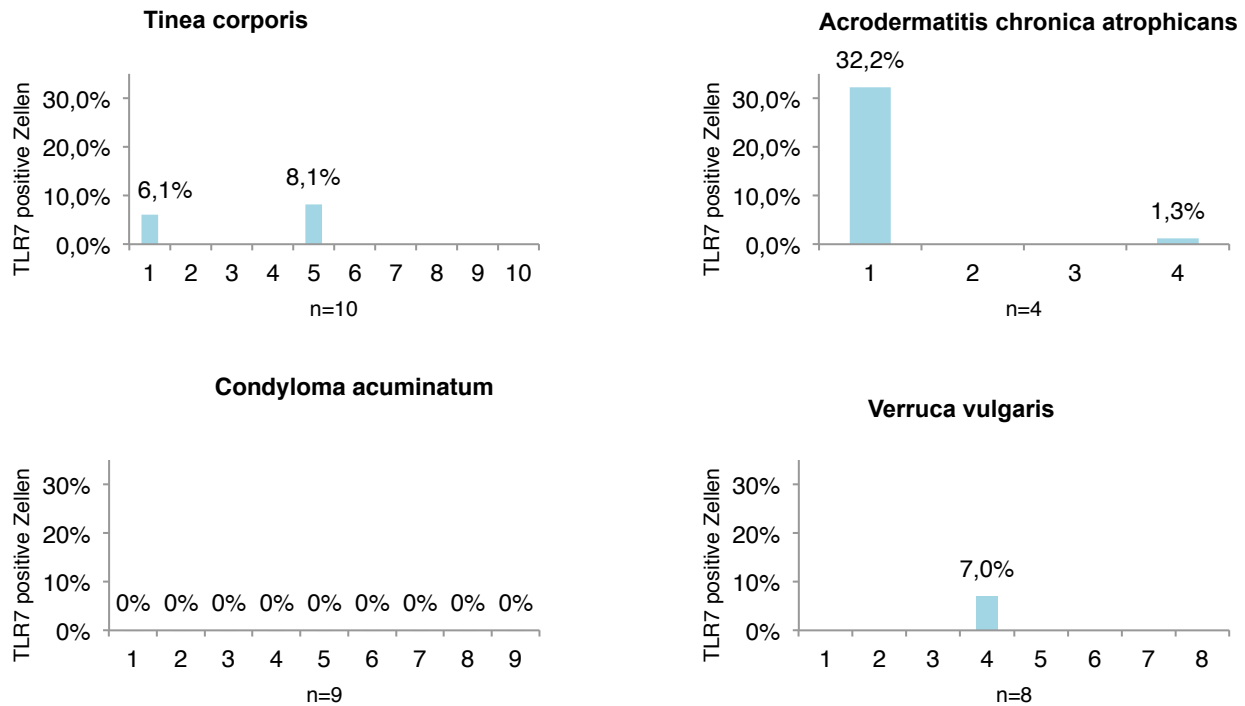 Tinea corporis
TLR7 positive Zellen
30,0%
20,0%
10,0%
0,0%
6,1%
8,1%
1 2 3 4 5 6 7 8 9 10
n=10
Acrodermatitis chronica atrophicans
TLR7 positive Zellen
30,0%
20,0%
10,0%
0,0%
32,2%
1,3%
1 2 3 4
n=4
Condyloma acuminatum
TLR7 positive Zellen
30%
20%
10%
0%
0% 0% 0% 0% 0% 0% 0% 0% 0%
1 2 3 4 5 6 7 8 9
n=9
Verruca vulgaris
TLR7 positive Zellen
30%
20%
10%
0%
7,0%
1 2 3 4 5 6 7 8
n=8